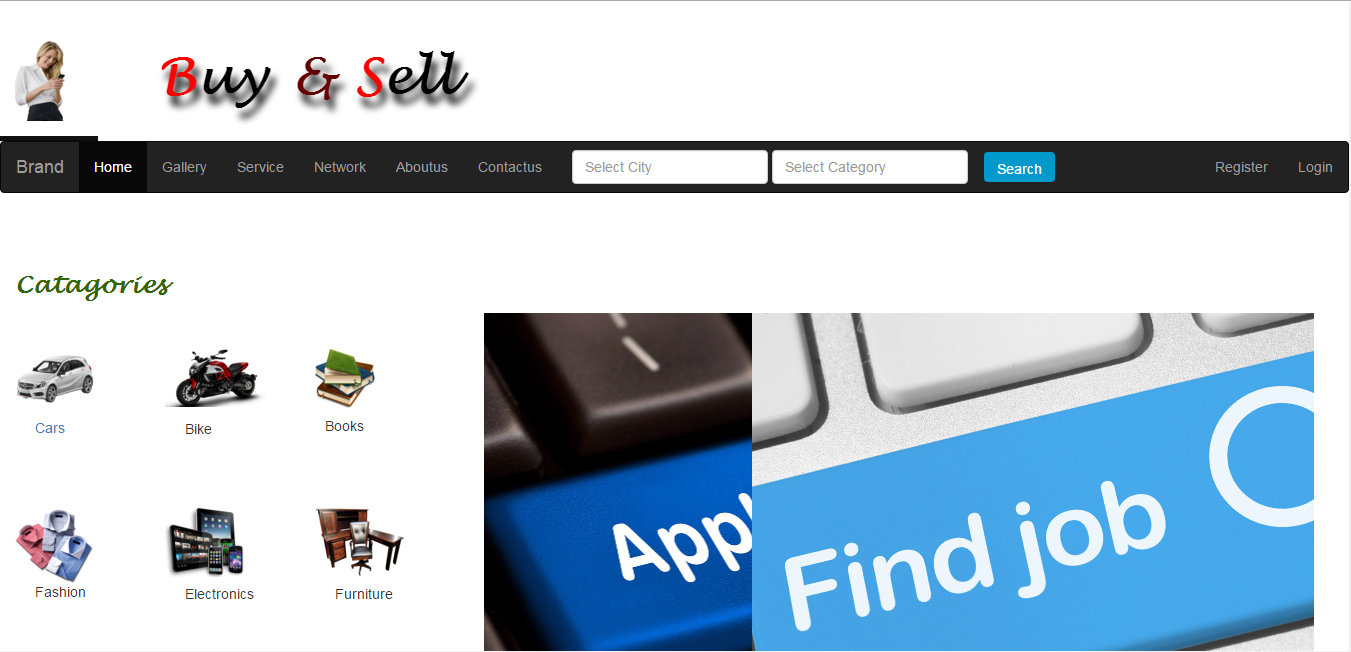 Buy & Sell
Brand Home Gallery Service Network Aboutus Contactus Select City Select Category Search Register Login
Catagories
Cars Bike Books
Appl
Find job
Fashion Electronics Furniture